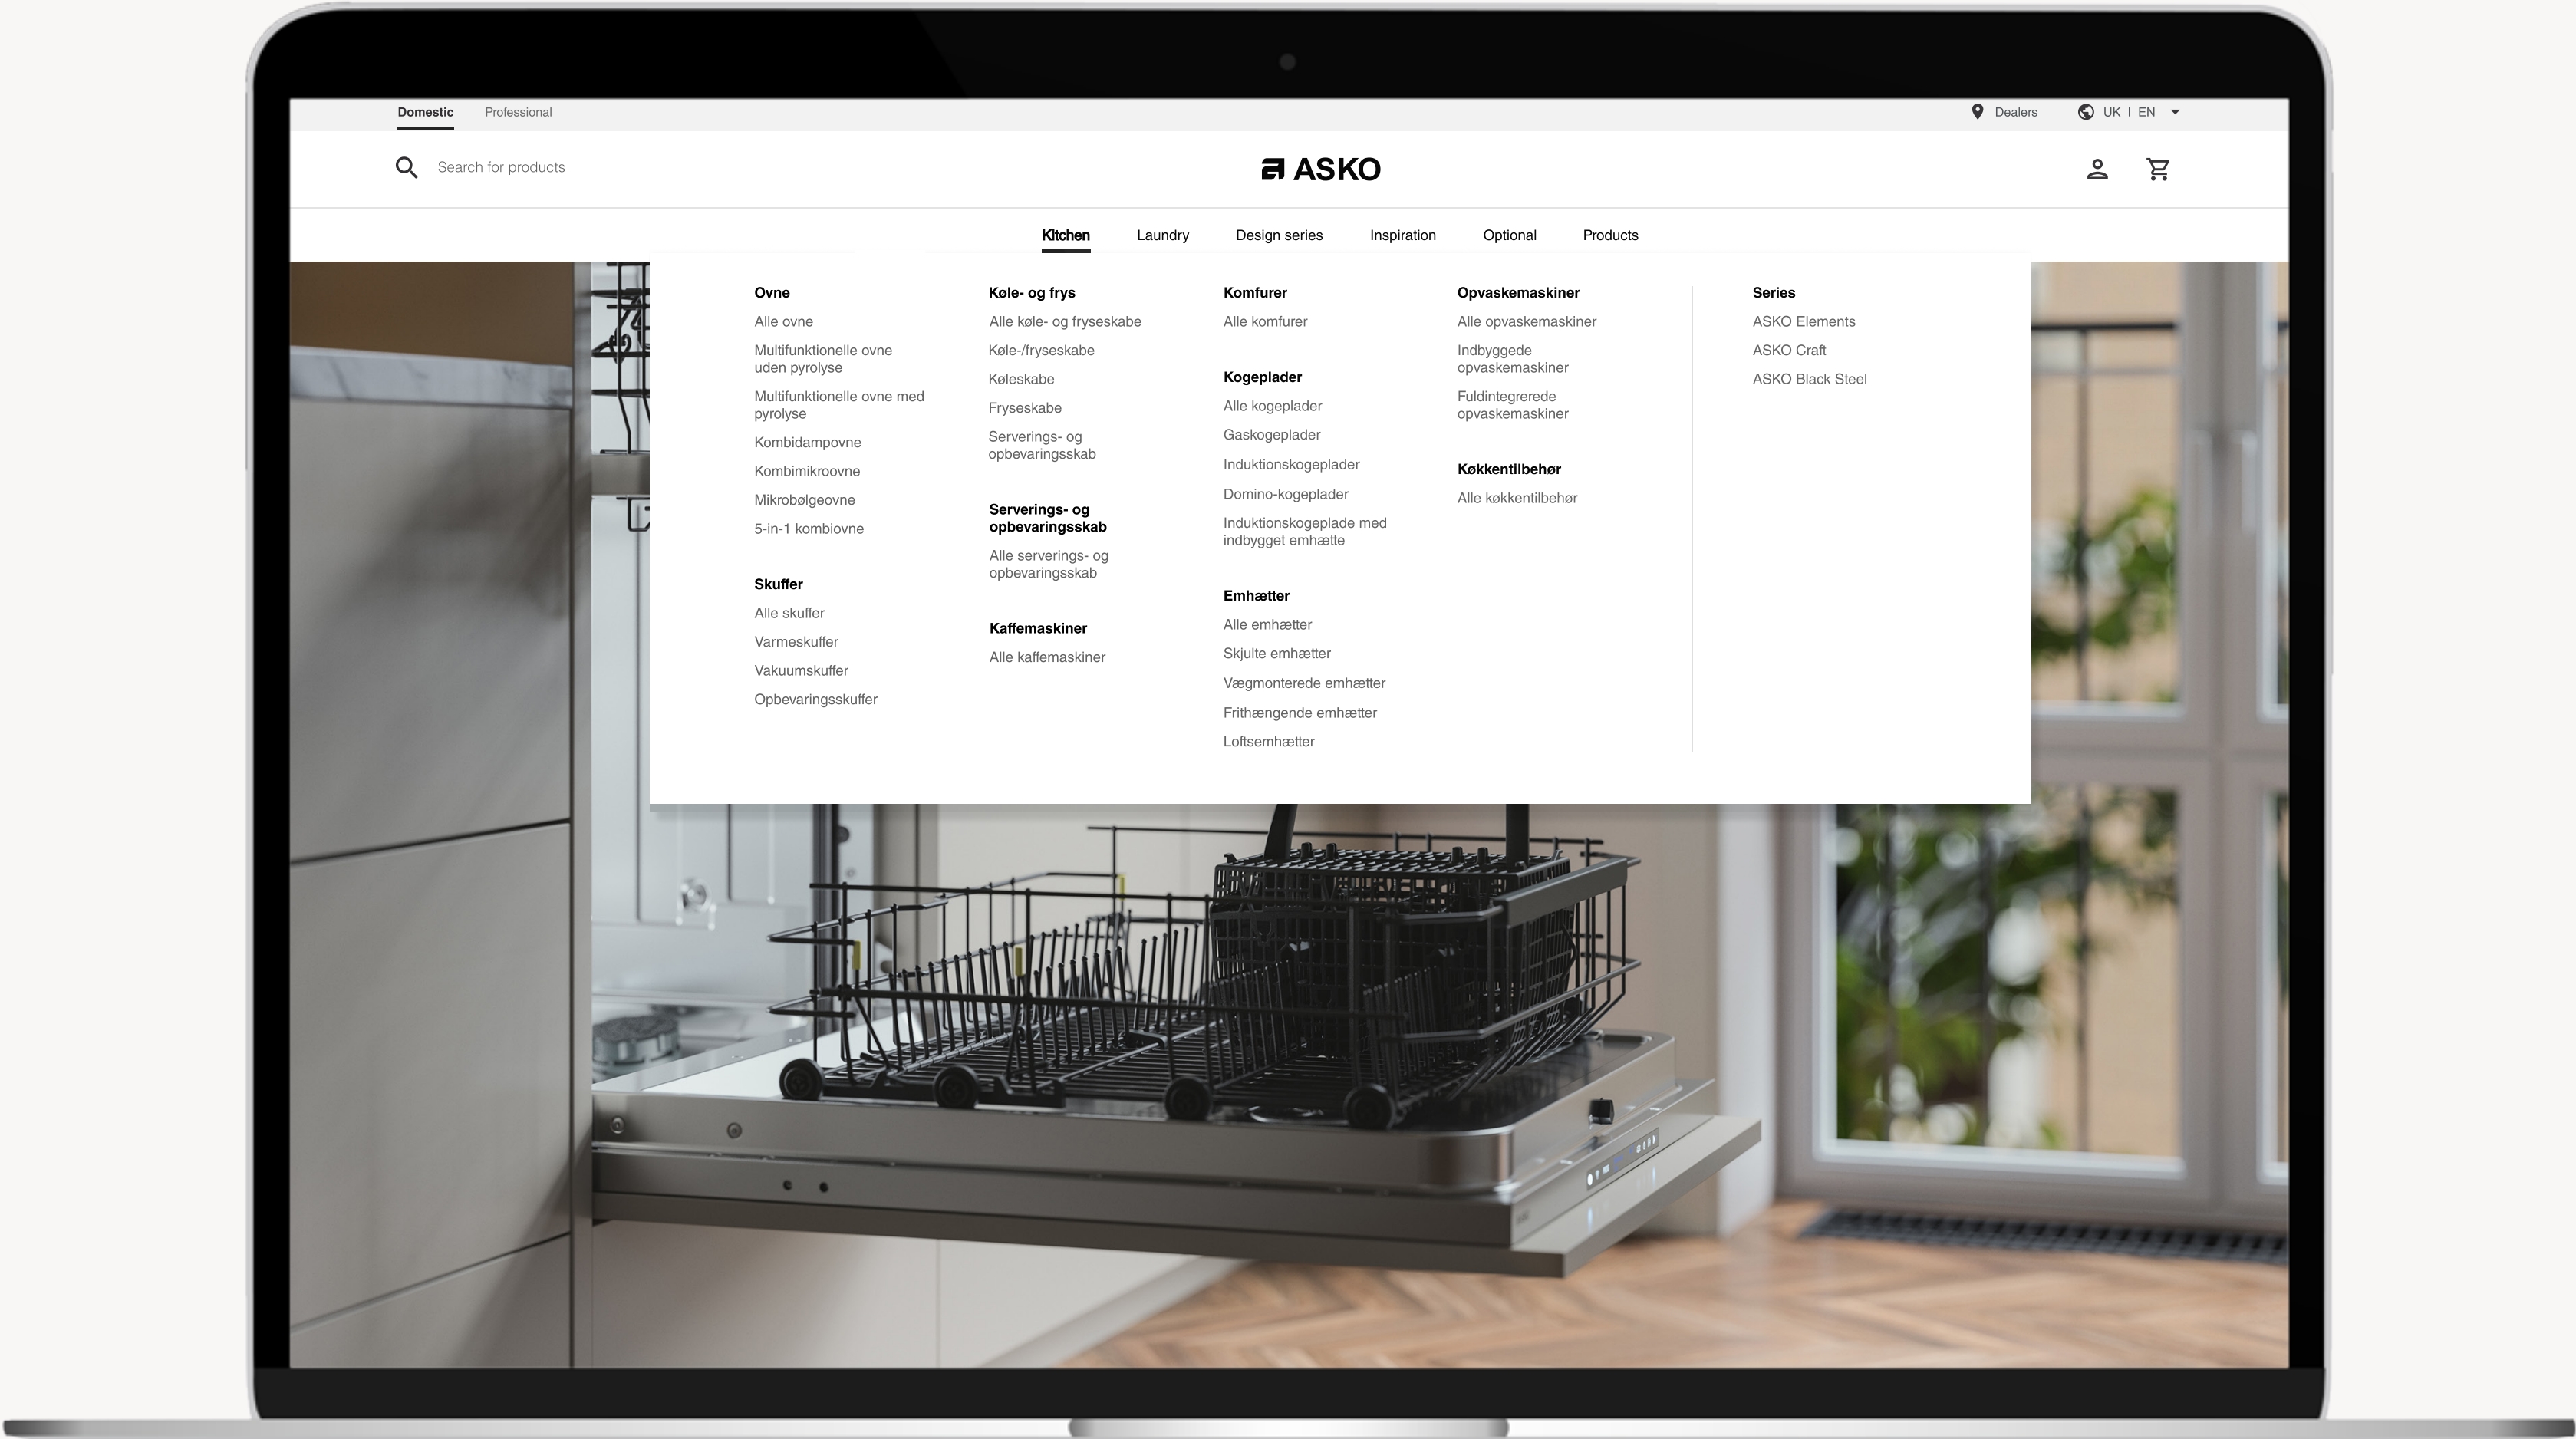 Domestic
Professional
Dealers
UK | EN
Search for products
ASKO
Kitchen
Laundry
Design series
Inspiration
Optional
Products
Ovne
Alle ovne
Multifunktionelle ovne
uden pyrolyse
Multifunktionelle ovne med
pyrolyse
Kombidampovne
Kombimikroovne
Mikrobølgeovne
5-in-1 kombiovne
Skuffer
Alle skuffer
Varmeskuffer
Vakuumskuffer
Opbevaringsskuffer
Køle- og frys
Alle køle- og fryseskabe
Køle-/fryseskabe
Køleskabe
Fryseskabe
Serverings- og
opbevaringsskab
Serverings- og
opbevaringsskab
Alle serverings- og
opbevaringsskab
Kaffemaskiner
Alle kaffemaskiner
Komfurer
Alle komfurer
Kogeplader
Alle kogeplader
Gaskogeplader
Induktionskogeplader
Domino-kogeplader
Induktionskogeplade med
indbygget emhætte
Emhætter
Alle emhætter
Skjulte emhætter
Vægmonterede emhætter
Frithængende emhætter
Loftsemhætter
Opvaskemaskiner
Alle opvaskemaskiner
Indbyggede
opvaskemaskiner
Fuldintegrerede
opvaskemaskiner
Køkkentilbehør
Alle køkkentilbehør
Series
ASKO Elements
ASKO Craft
ASKO Black Steel